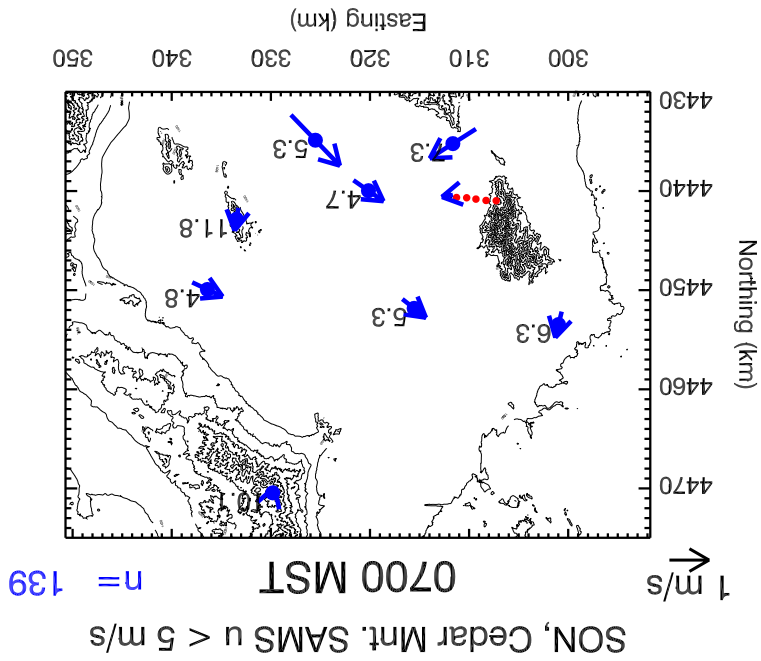 SON, Cedar Mnt. SAMS u < 5 m/s
1 m/s 0700 MST n= 139
4470
10.1
4460
Northing (km)
6.3
5.3
4450
4.8
11.8
4440
4.7
7.3
5.3
4430
300 310 320 330 340 350
Easting (km)